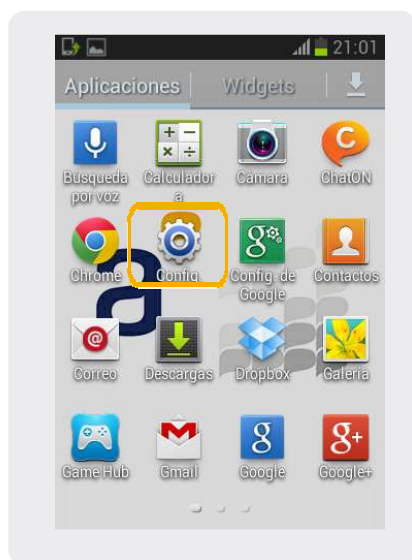 21:01
Aplicaciones Widgets
Búsqueda Calculador Cámara ChatON
por voz a
Chrome Config. Config. de Contactos
Google
Correo Descargas Dropbox Galería
Game Hub Gmail Google Google+